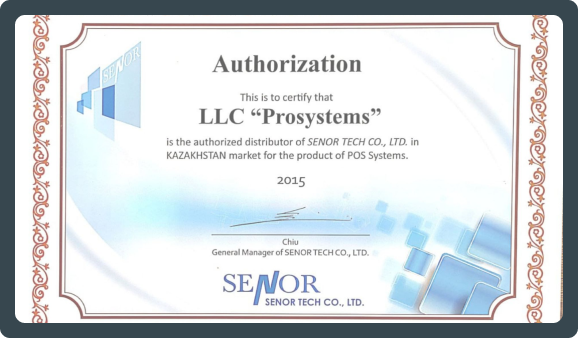 SENOR
Authorization
This is to certify that
LLC “Prosystems”
is the authorized distributor of SENOR TECH CO., LTD. in
KAZAKHSTAN market for the product of POS Systems.
2015
Chiu
General Manager of SENOR TECH CO., LTD.
SENOR
SENOR TECH CO., LTD.